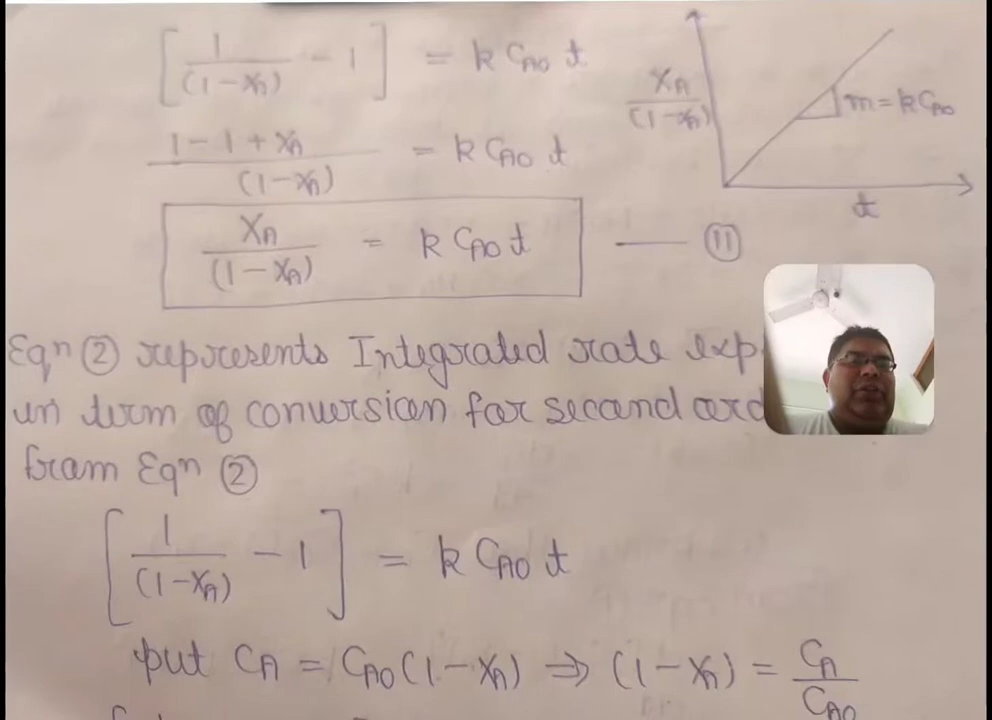 [1/(1-XA) - 1] = k CA0 t
XA/(1-XA)
m = k CA0
t
(1-1+XA)/(1-XA) = k CA0 t
XA/(1-XA) = k CA0 t —— (11)
Eqn (2) represents Integrated rate exp
in term of conversion for second ord
from Eqn (2)
[1/(1-XA) - 1] = k CA0 t
put CA = CA0(1-XA) ⇒ (1-XA) = CA/CA0